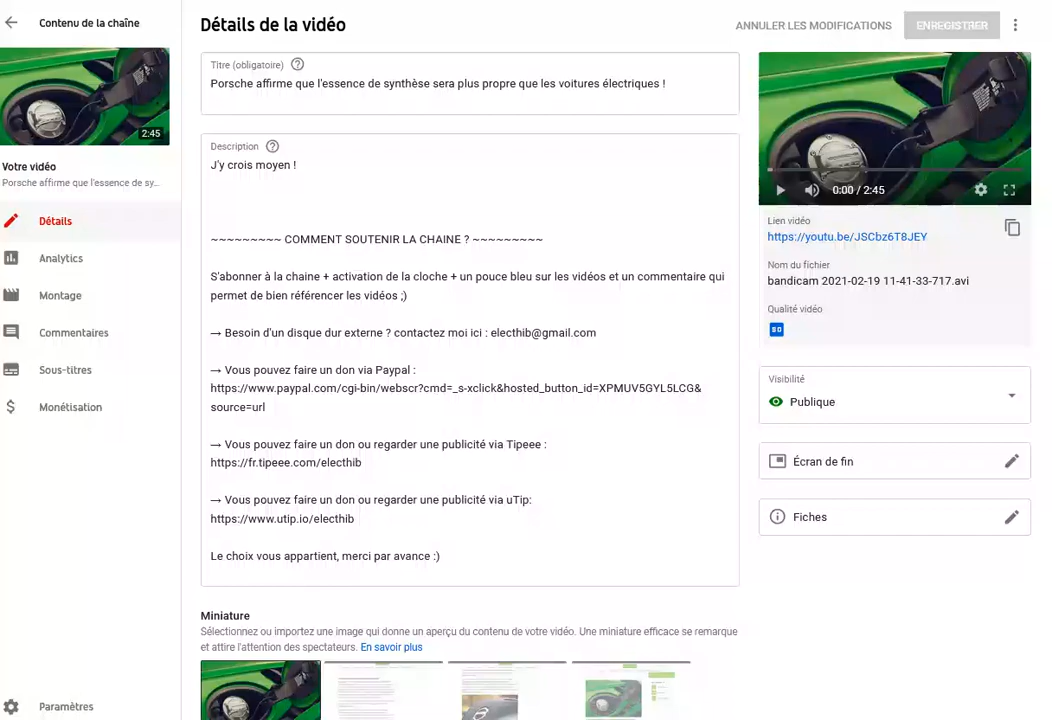 Contenu de la chaîne
Détails de la vidéo
ANNULER LES MODIFICATIONS
ENREGISTRER
2:45
Votre vidéo
Porsche affirme que l'essence de sy...
Détails
Analytics
Montage
Commentaires
Sous-titres
Monétisation
Paramètres
Titre (obligatoire)
Porsche affirme que l'essence de synthèse sera plus propre que les voitures électriques !
Description
J'y crois moyen !
~~~~~~~~~ COMMENT SOUTENIR LA CHAINE ? ~~~~~~~~~
S'abonner à la chaine + activation de la cloche + un pouce bleu sur les vidéos et un commentaire qui
permet de bien référencer les vidéos ;)
→ Besoin d'un disque dur externe ? contactez moi ici : electhib@gmail.com
→ Vous pouvez faire un don via Paypal :
https://www.paypal.com/cgi-bin/webscr?cmd=_s-xclick&hosted_button_id=XPMUV5GYL5LCG&
source=url
→ Vous pouvez faire un don ou regarder une publicité via Tipeee :
https://fr.tipeee.com/electhib
→ Vous pouvez faire un don ou regarder une publicité via uTip:
https://www.utip.io/electhib
Le choix vous appartient, merci par avance :)
Miniature
Sélectionnez ou importez une image qui donne un aperçu du contenu de votre vidéo. Une miniature efficace se remarque
et attire l'attention des spectateurs. En savoir plus
0:00 / 2:45
Lien vidéo
https://youtu.be/JSCbz6T8JEY
Nom du fichier
bandicam 2021-02-19 11-41-33-717.avi
Qualité vidéo
SD
Visibilité
Publique
Écran de fin
Fiches